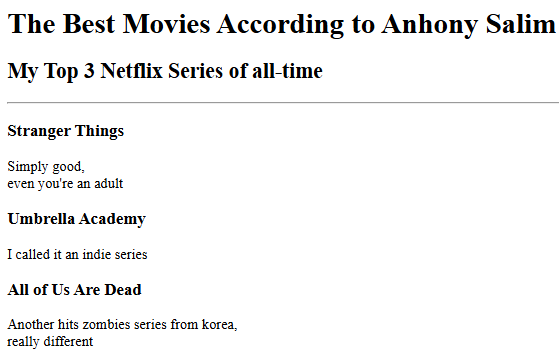 The Best Movies According to Anhony Salim
My Top 3 Netflix Series of all-time
Stranger Things
Simply good,
even you're an adult
Umbrella Academy
I called it an indie series
All of Us Are Dead
Another hits zombies series from korea,
really different